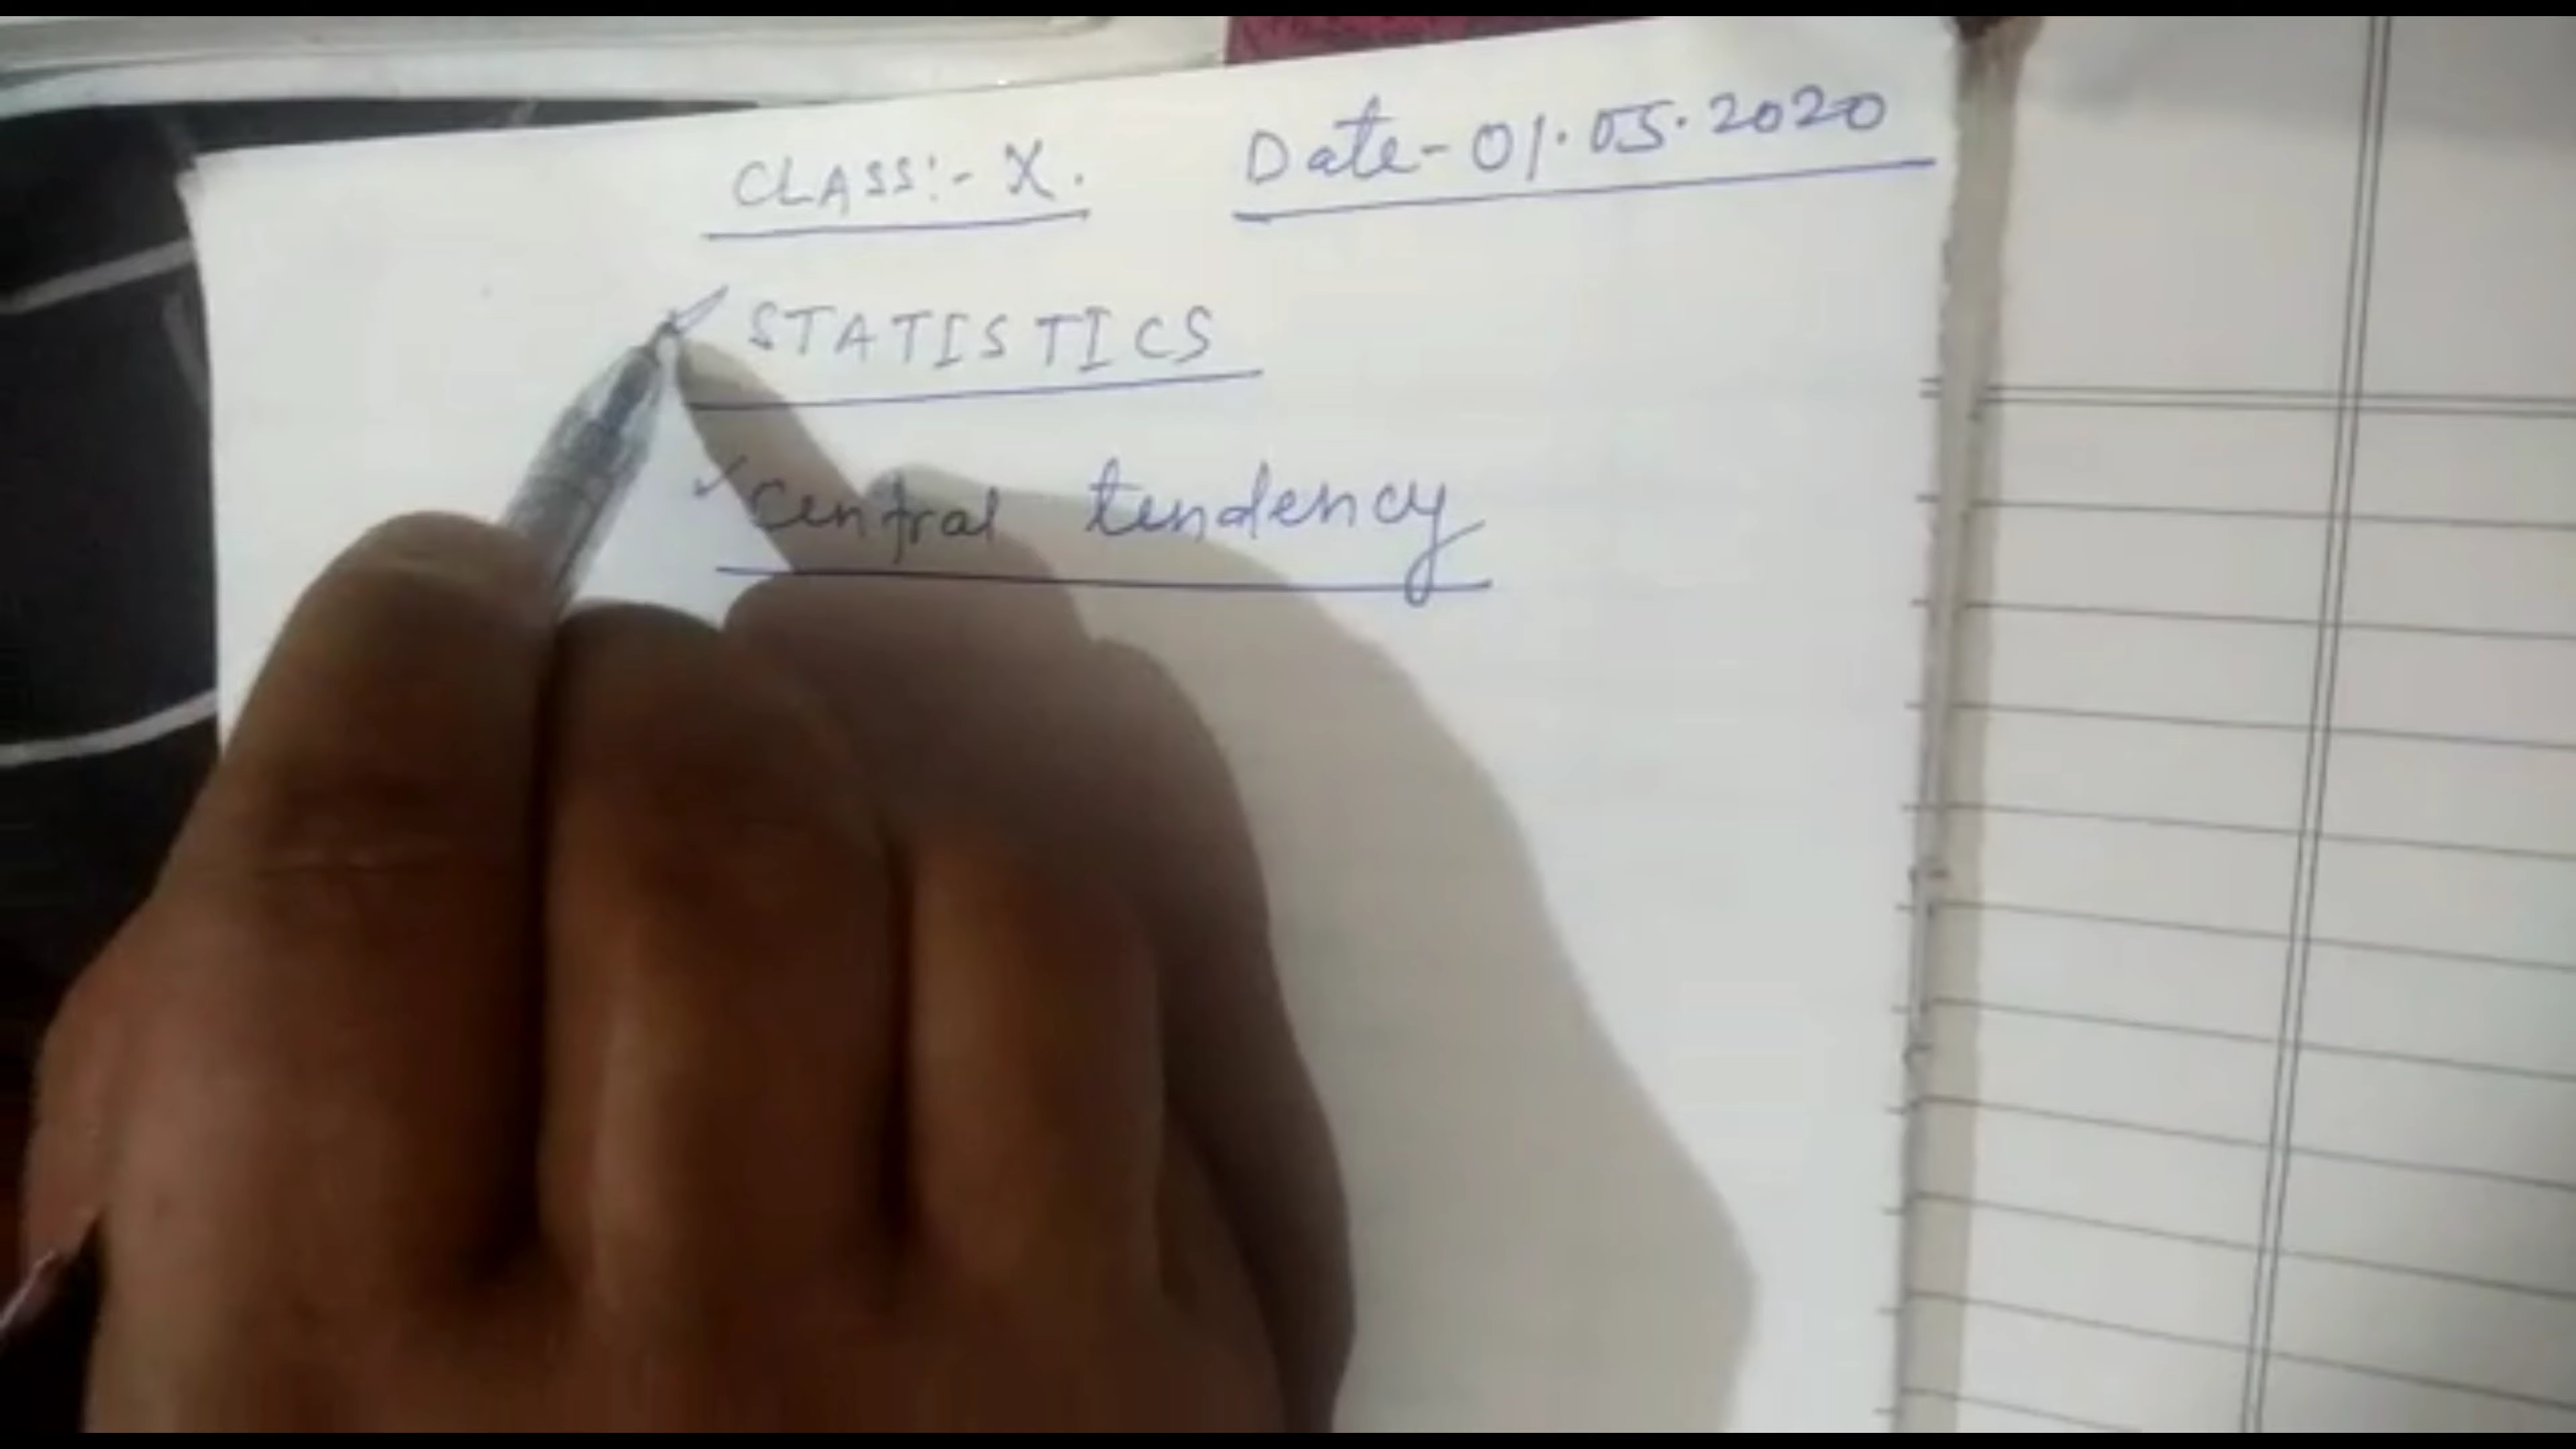 CLASS:- X. Date- 01.05.2020
STATISTICS
Central tendency